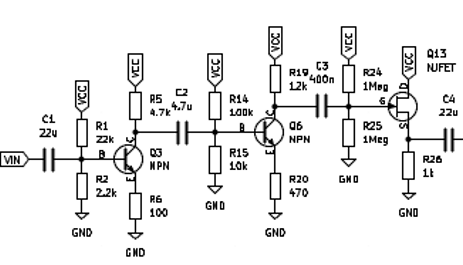 VCC
VCC
VCC
VCC
VCC
VCC
C1
22u
R1
22k
R5
4.7k
C2
4.7u
R14
100k
R19
1.2k
C3
400n
R24
1Meg
Q13
NJFET
C4
22u
VIN
B
C
E
Q3
NPN
R2
2.2k
R6
100
R15
10k
B
C
E
Q6
NPN
R20
470
R25
1Meg
G
D
S
R26
1k
GND
GND
GND
GND
GND
GND